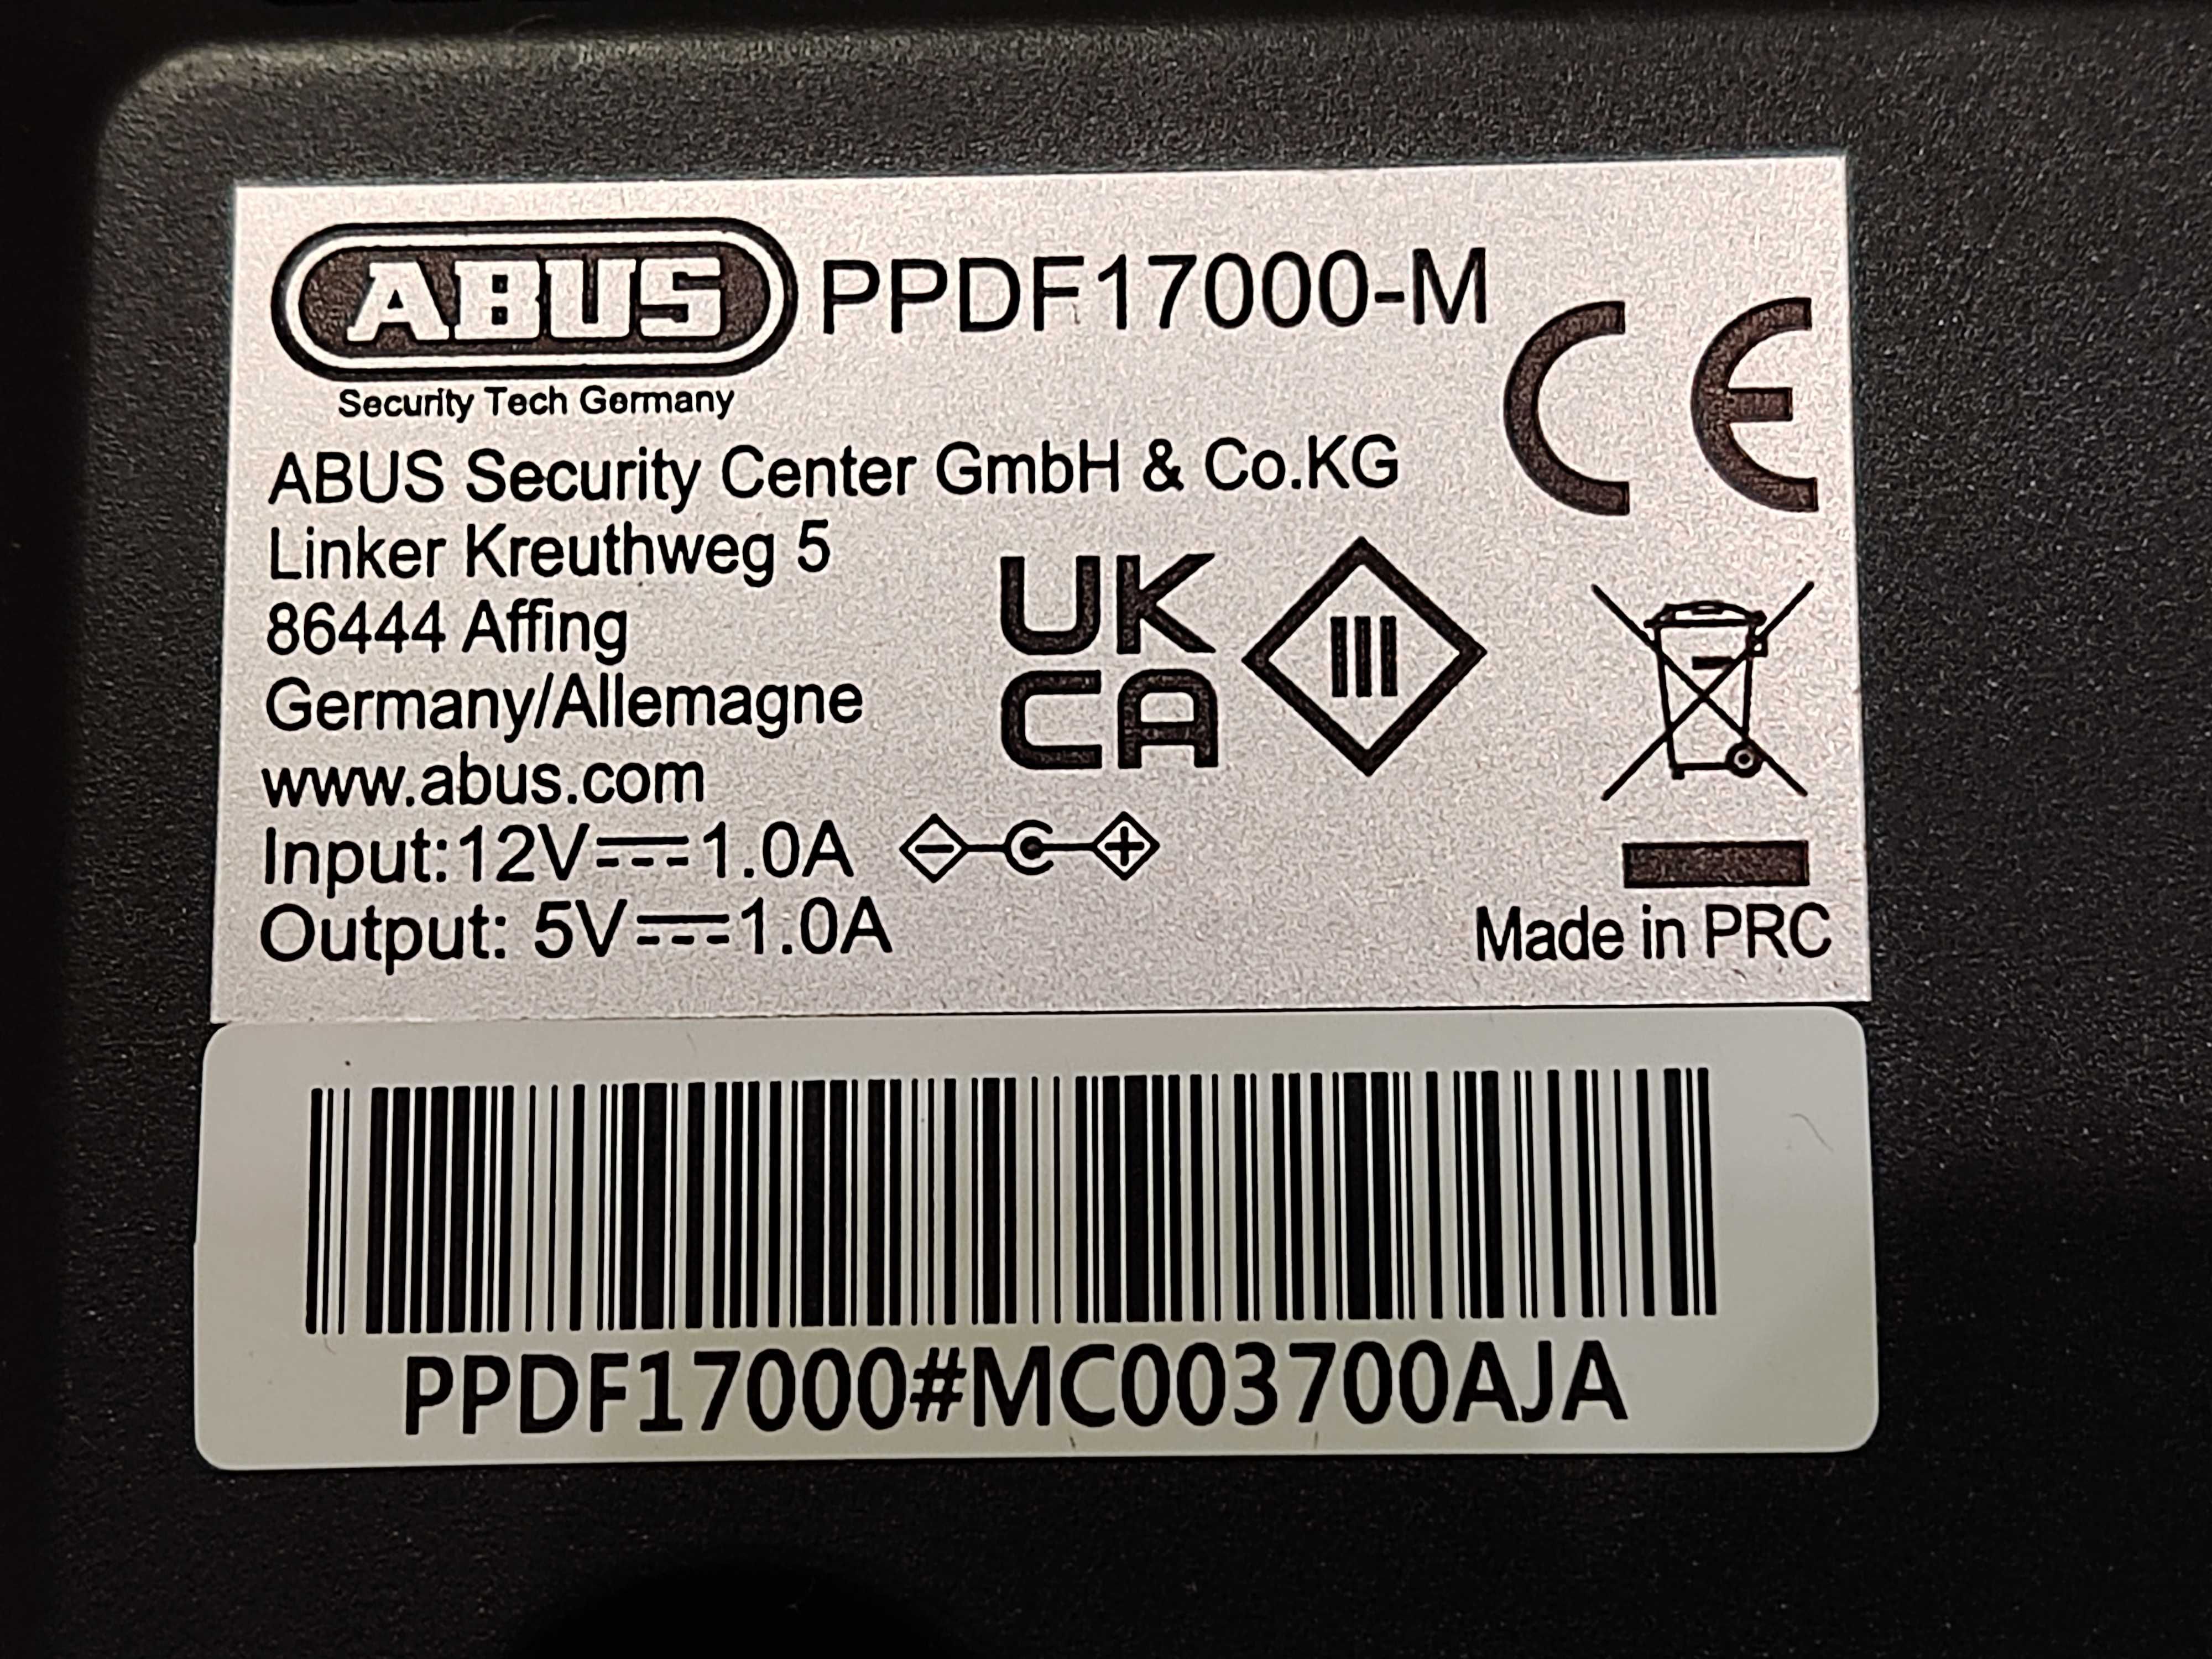 ABUS PPDF17000-M
Security Tech Germany
CE
ABUS Security Center GmbH & Co.KG
Linker Kreuthweg 5
86444 Affing
Germany/Allemagne
www.abus.com
UK
CA
III
Input:12V⎓1.0A
Output: 5V⎓1.0A
Made in PRC
PPDF17000#MC003700AJA